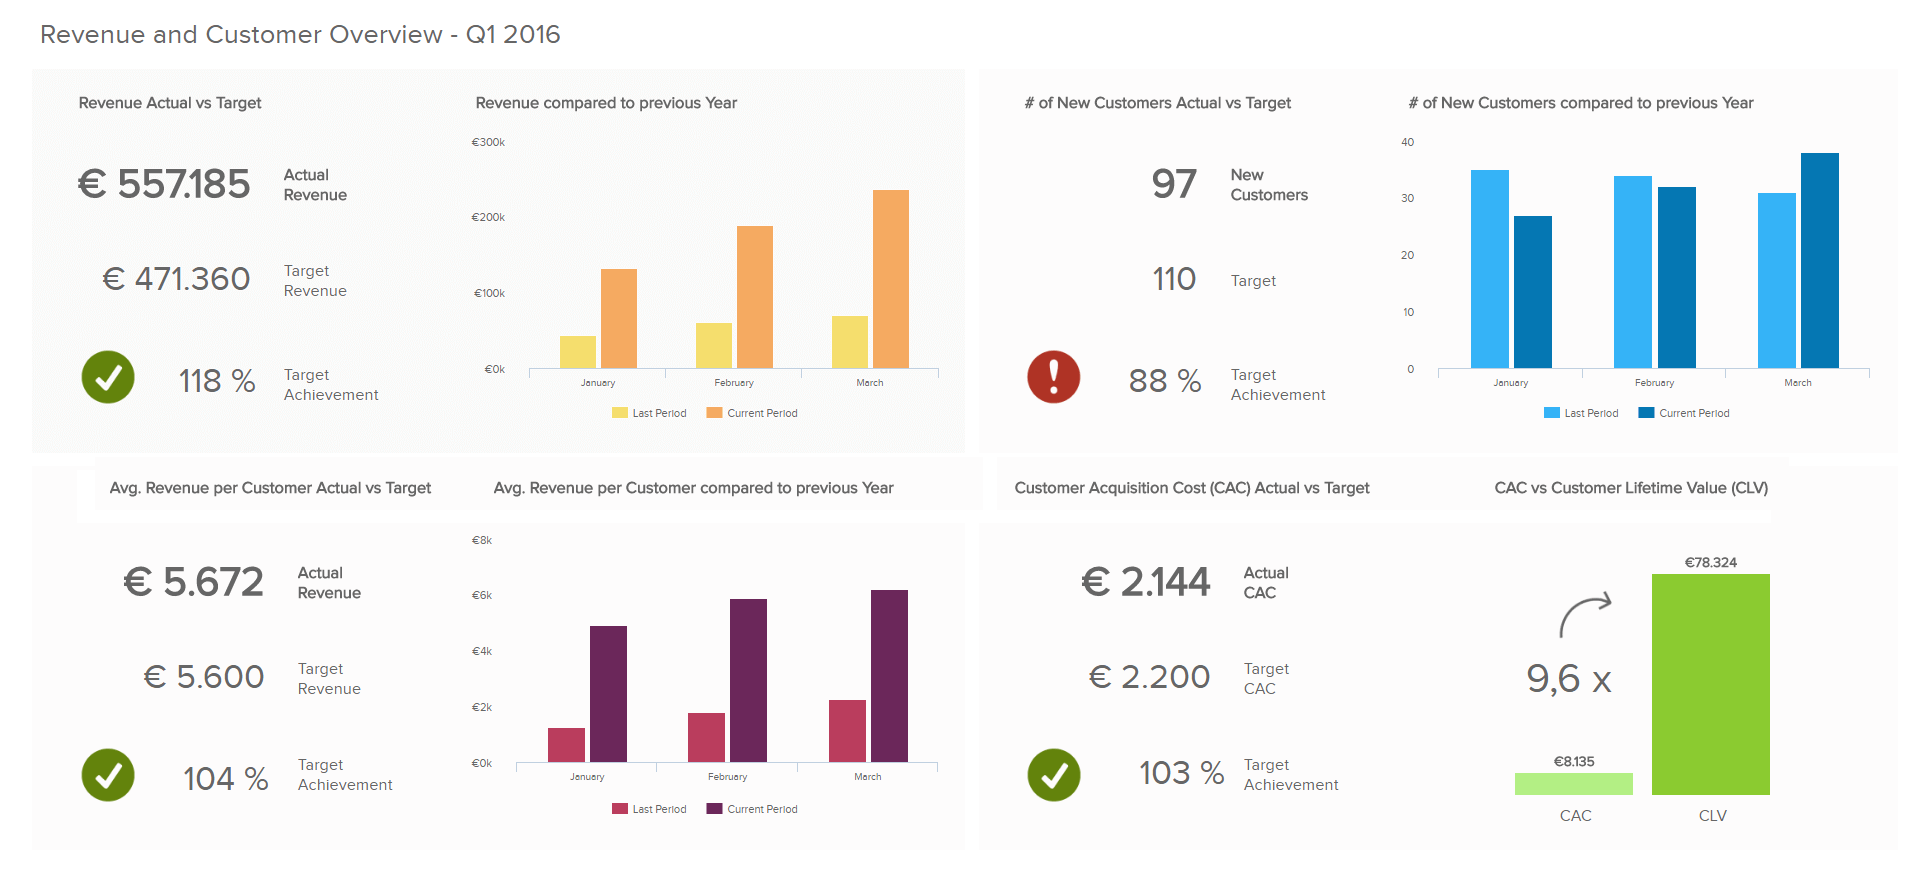 Revenue and Customer Overview - Q1 2016
Revenue Actual vs Target
€ 557.185
Actual
Revenue
€ 471.360
Target
Revenue
118 %
Target
Achievement
Revenue compared to previous Year
€300k
€200k
€100k
€0k
January
February
March
Last Period
Current Period
# of New Customers Actual vs Target
97
New
Customers
110
Target
88 %
Target
Achievement
# of New Customers compared to previous Year
40
30
20
10
0
January
February
March
Last Period
Current Period
Avg. Revenue per Customer Actual vs Target
€ 5.672
Actual
Revenue
€ 5.600
Target
Revenue
104 %
Target
Achievement
Avg. Revenue per Customer compared to previous Year
€8k
€6k
€4k
€2k
€0k
January
February
March
Last Period
Current Period
Customer Acquisition Cost (CAC) Actual vs Target
€ 2.144
Actual
CAC
€ 2.200
Target
CAC
103 %
Target
Achievement
CAC vs Customer Lifetime Value (CLV)
€78.324
9,6 x
€8.135
CAC
CLV